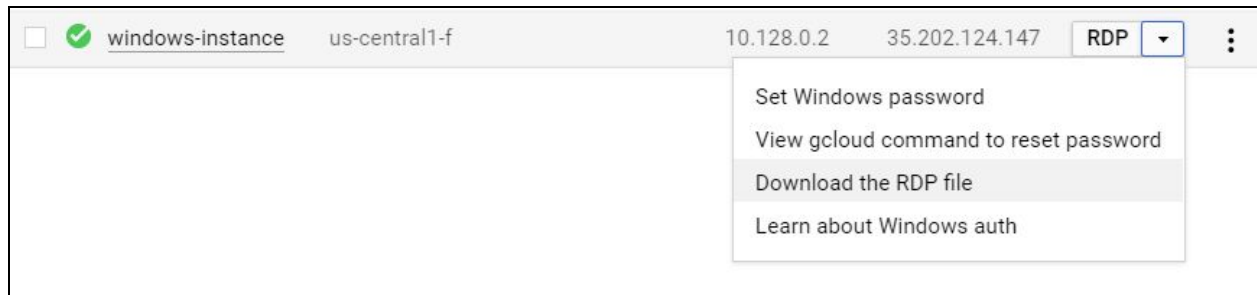 windows-instance us-central1-f 10.128.0.2 35.202.124.147 RDP
Set Windows password
View gcloud command to reset password
Download the RDP file
Learn about Windows auth